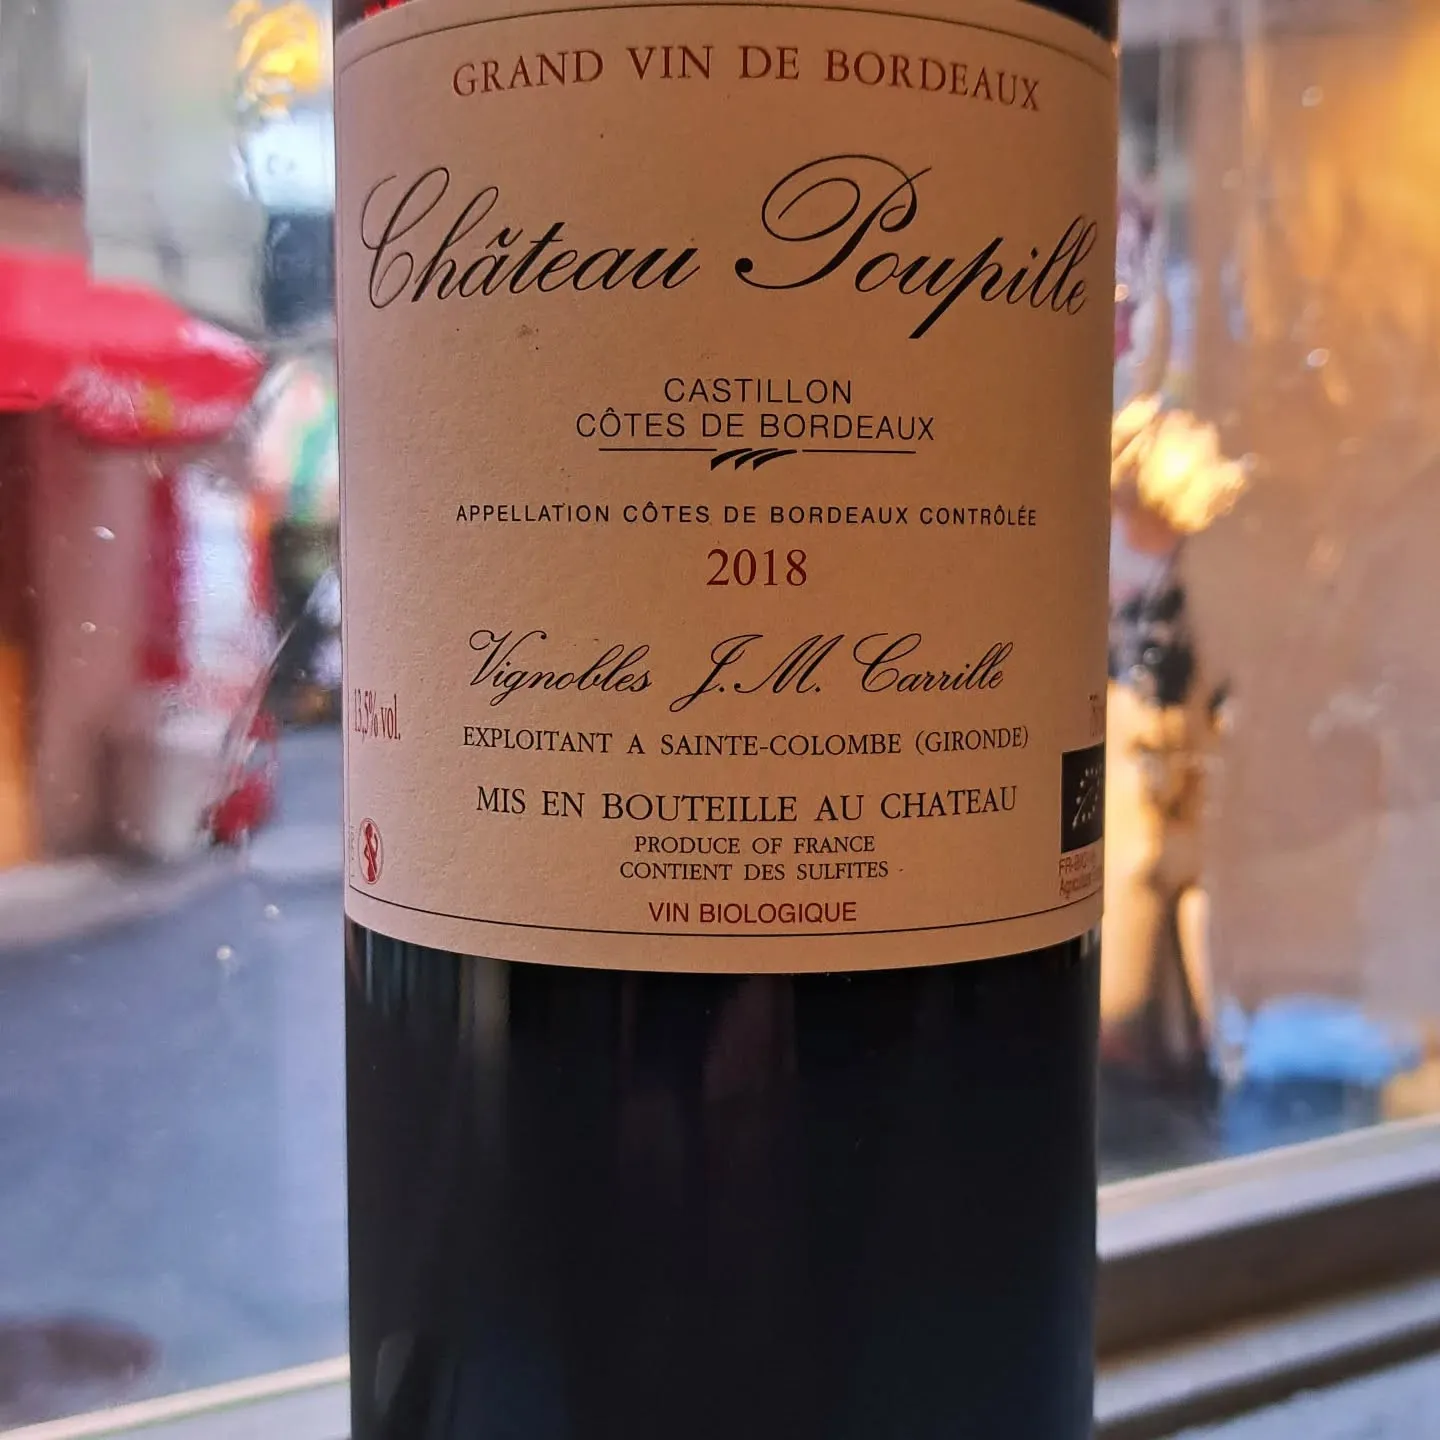 GRAND VIN DE BORDEAUX
Château Poupille
CASTILLON
CÔTES DE BORDEAUX
APPELLATION CÔTES DE BORDEAUX CONTRÔLÉE
2018
Vignobles J. M. Carrille
13,5% vol.
EXPLOITANT A SAINTE-COLOMBE (GIRONDE)
MIS EN BOUTEILLE AU CHATEAU
PRODUCE OF FRANCE
CONTIENT DES SULFITES
VIN BIOLOGIQUE